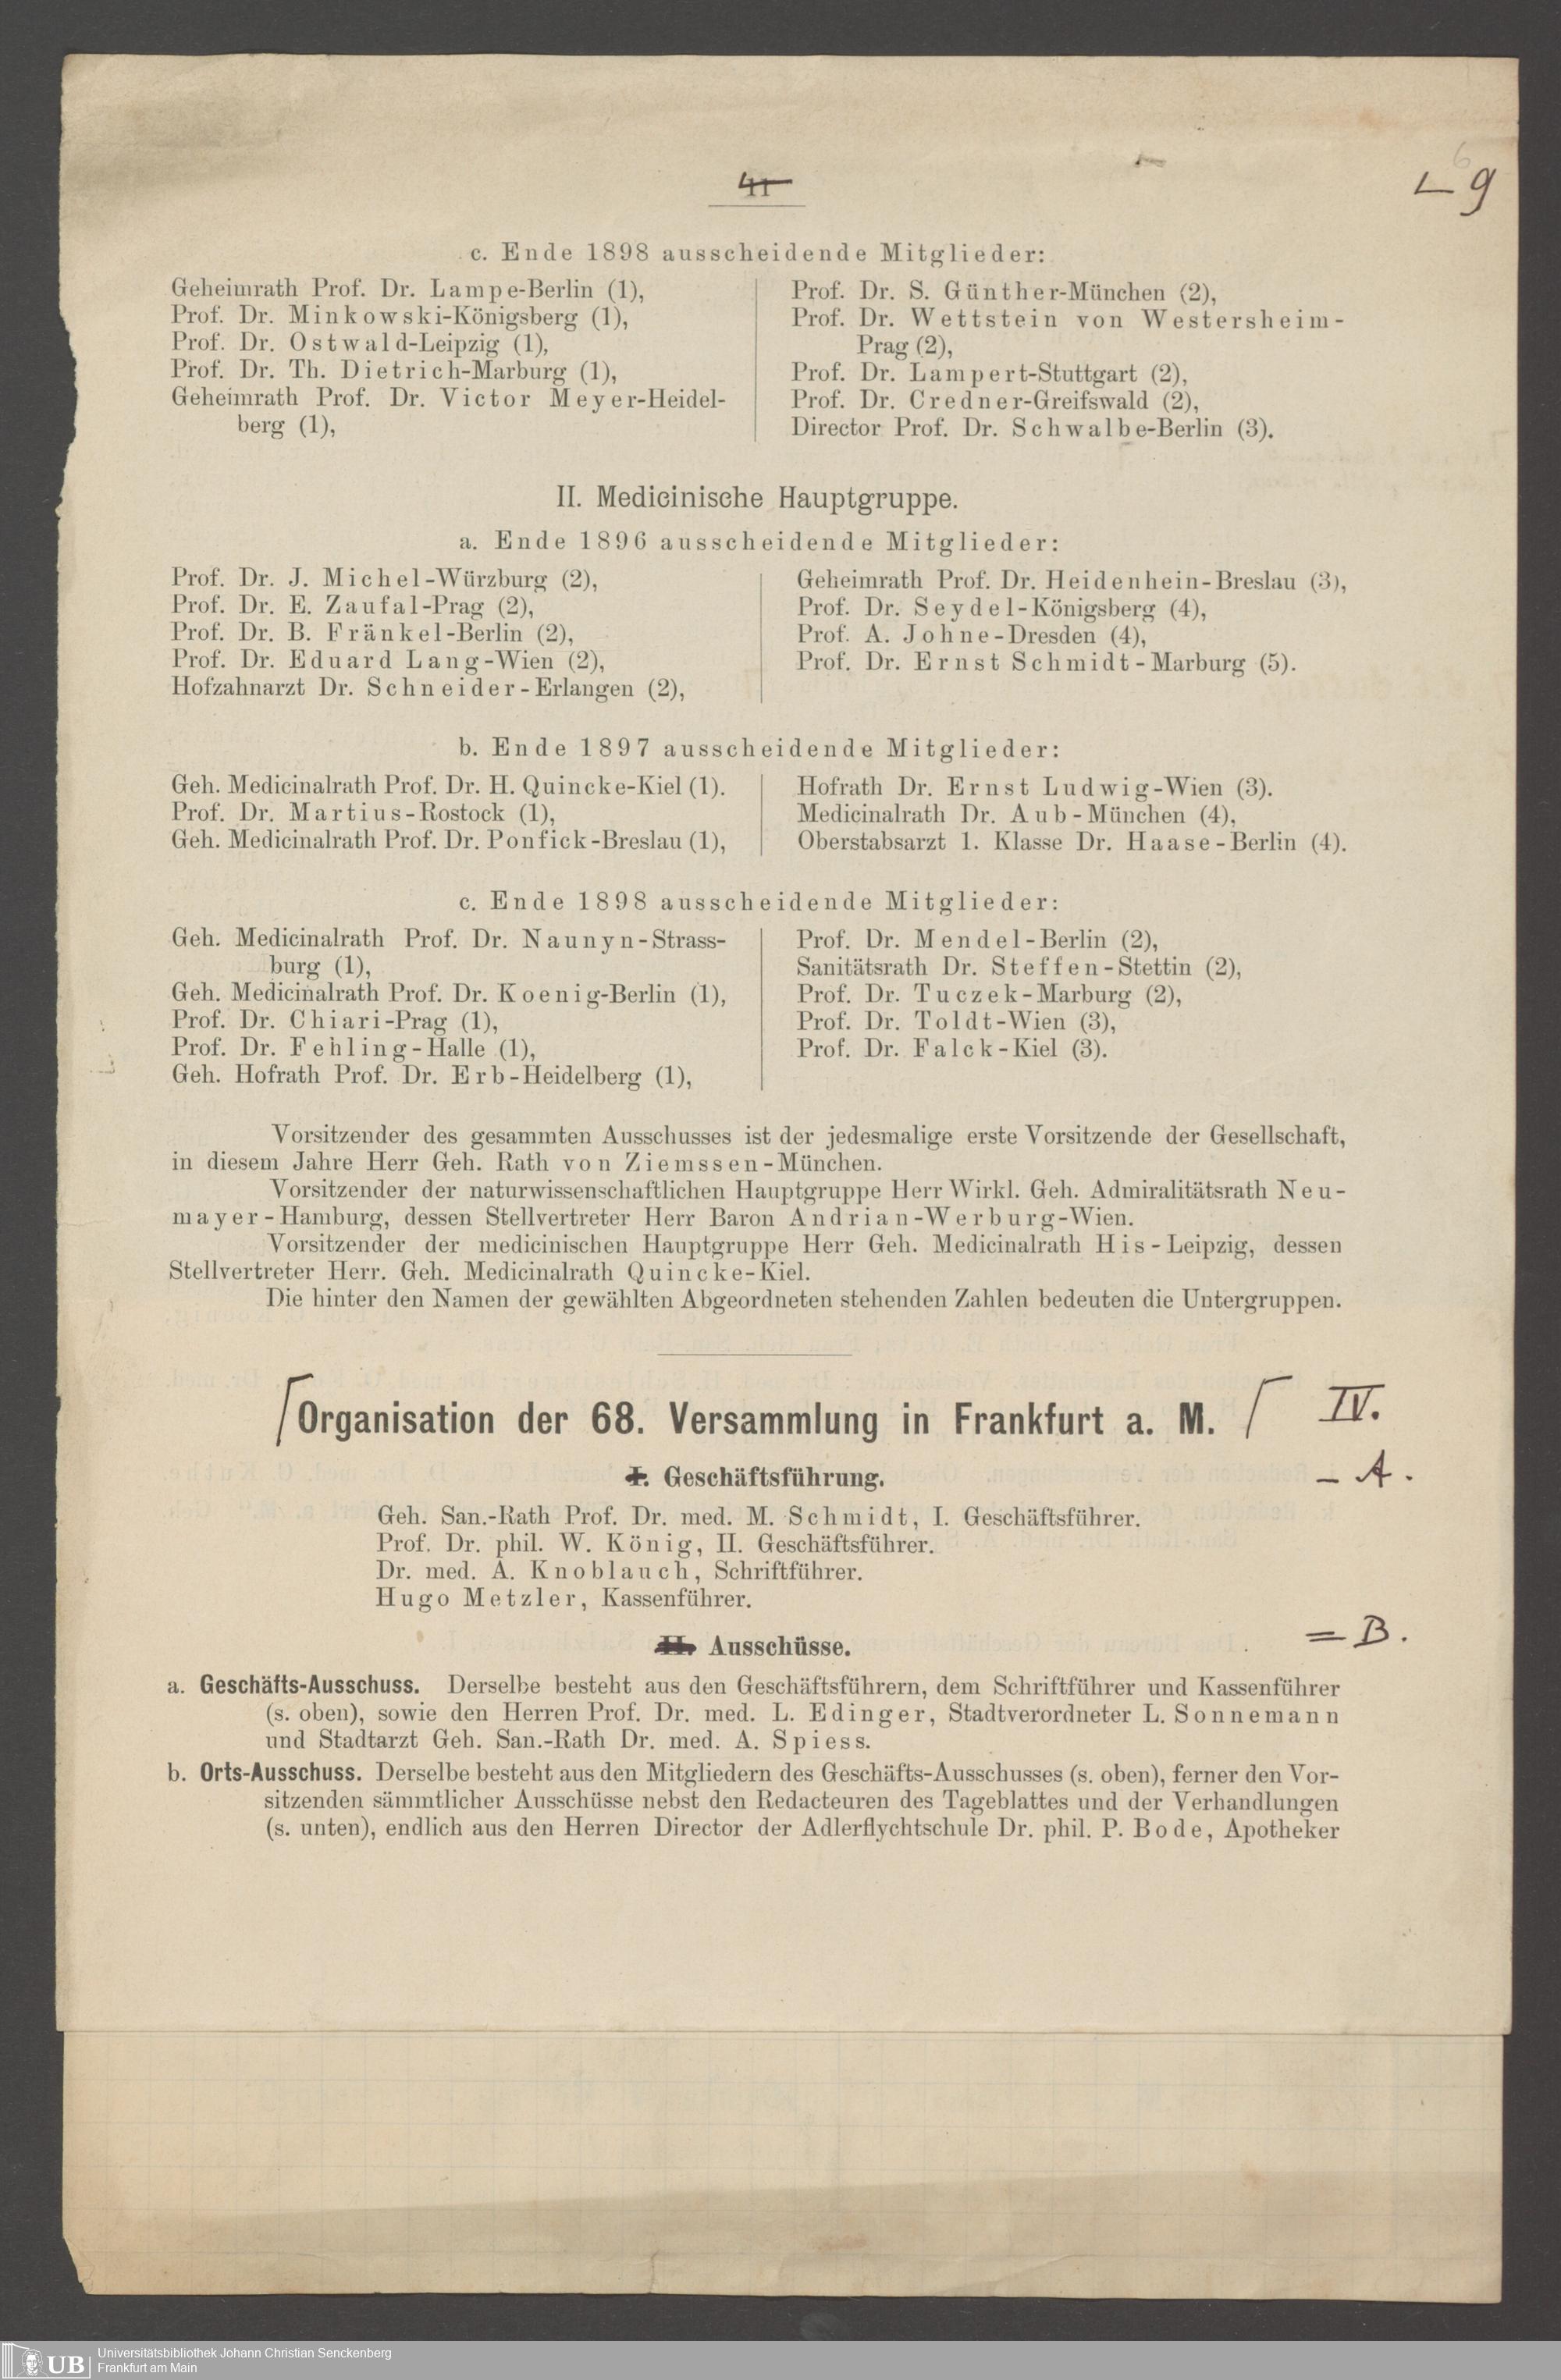 11
9
c. Ende 1898 ausscheidende Mitglieder:
Geheimrath Prof. Dr. Lampe-Berlin (1),
Prof. Dr. Minkowski-Königsberg (1),
Prof. Dr. Ostwald-Leipzig (1),
Prof. Dr. Th. Dietrich-Marburg (1),
Geheimrath Prof. Dr. Victor Meyer-Heidel-
berg (1),
Prof. Dr. S. Günther-München (2),
Prof. Dr. Wettstein von Westersheim-
Prag (2),
Prof. Dr. Lampert-Stuttgart (2),
Prof. Dr. Credner-Greifswald (2),
Director Prof. Dr. Schwalbe-Berlin (3).
II. Medicinische Hauptgruppe.
a. Ende 1896 ausscheidende Mitglieder:
Prof. Dr. J. Michel-Würzburg (2),
Prof. Dr. E. Zaufal-Prag (2),
Prof. Dr. B. Fränkel-Berlin (2),
Prof. Dr. Eduard Lang-Wien (2),
Hofzahnarzt Dr. Schneider-Erlangen (2),
Geheimrath Prof. Dr. Heidenhein-Breslau (3),
Prof. Dr. Seydel-Königsberg (4),
Prof. A. Johne-Dresden (4),
Prof. Dr. Ernst Schmidt-Marburg (5).
b. Ende 1897 ausscheidende Mitglieder:
Geh. Medicinalrath Prof. Dr. H. Quincke-Kiel (1).
Prof. Dr. Martius-Rostock (1),
Geh. Medicinalrath Prof. Dr. Ponfick-Breslau (1),
Hofrath Dr. Ernst Ludwig-Wien (3).
Medicinalrath Dr. Aub-München (4),
Oberstabsarzt 1. Klasse Dr. Haase-Berlin (4).
c. Ende 1898 ausscheidende Mitglieder:
Geh. Medicinalrath Prof. Dr. Naunyn-Strass-
burg (1),
Geh. Medicinalrath Prof. Dr. Koenig-Berlin (1),
Prof. Dr. Chiari-Prag (1),
Prof. Dr. Fehling-Halle (1),
Geh. Hofrath Prof. Dr. Erb-Heidelberg (1),
Prof. Dr. Mendel-Berlin (2),
Sanitätsrath Dr. Steffen-Stettin (2),
Prof. Dr. Tuczek-Marburg (2),
Prof. Dr. Toldt-Wien (3),
Prof. Dr. Falck-Kiel (3).
Vorsitzender des gesammten Ausschusses ist der jedesmalige erste Vorsitzende der Gesellschaft,
in diesem Jahre Herr Geh. Rath von Ziemssen-München.
Vorsitzender der naturwissenschaftlichen Hauptgruppe Herr Wirkl. Geh. Admiralitätsrath Neu-
mayer-Hamburg, dessen Stellvertreter Herr Baron Andrian-Werburg-Wien.
Vorsitzender der medicinischen Hauptgruppe Herr Geh. Medicinalrath His-Leipzig, dessen
Stellvertreter Herr. Geh. Medicinalrath Quincke-Kiel.
Die hinter den Namen der gewählten Abgeordneten stehenden Zahlen bedeuten die Untergruppen.
Organisation der 68. Versammlung in Frankfurt a. M. IV.
I. Geschäftsführung. – A.
Geh. San.-Rath Prof. Dr. med. M. Schmidt, I. Geschäftsführer.
Prof. Dr. phil. W. König, II. Geschäftsführer.
Dr. med. A. Knoblauch, Schriftführer.
Hugo Metzler, Kassenführer.
II. Ausschüsse. = B.
a. Geschäfts-Ausschuss. Derselbe besteht aus den Geschäftsführern, dem Schriftführer und Kassenführer
(s. oben), sowie den Herren Prof. Dr. med. L. Edinger, Stadtverordneter L. Sonnemann
und Stadtarzt Geh. San.-Rath Dr. med. A. Spiess.
b. Orts-Ausschuss. Derselbe besteht aus den Mitgliedern des Geschäfts-Ausschusses (s. oben), ferner den Vor-
sitzenden sämmtlicher Ausschüsse nebst den Redacteuren des Tageblattes und der Verhandlungen
(s. unten), endlich aus den Herren Director der Adlerflychtschule Dr. phil. P. Bode, Apotheker
UB Universitätsbibliothek Johann Christian Senckenberg
Frankfurt am Main